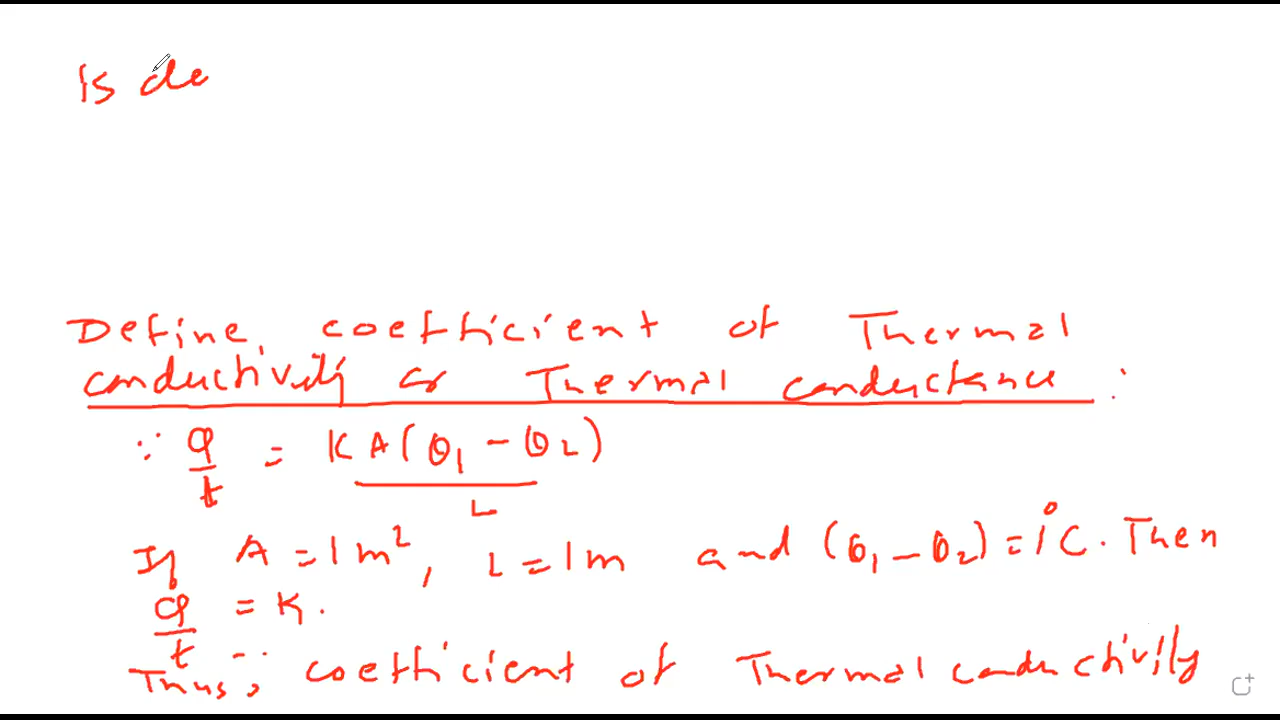 is de
Define, coefficient of Thermal
conductivity or Thermal conductance :
∵ Q/t = KA(θ₁ - θ₂)/L
If A = 1m², L = 1m and (θ₁ - θ₂) = 1°C. Then
Q/t = K.
Thus, coefficient of Thermal conductivity